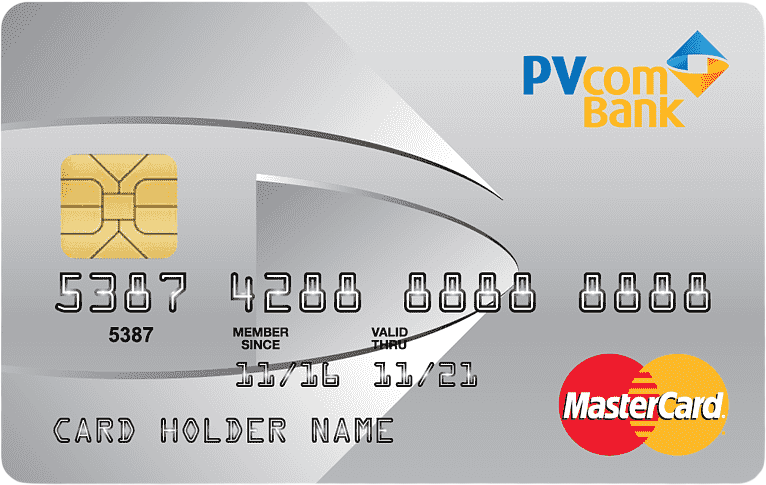 PVcom
Bank
5387 4288 8888 8888
5387
MEMBER
SINCE
VALID
THRU
11/16 11/21
CARD HOLDER NAME
MasterCard